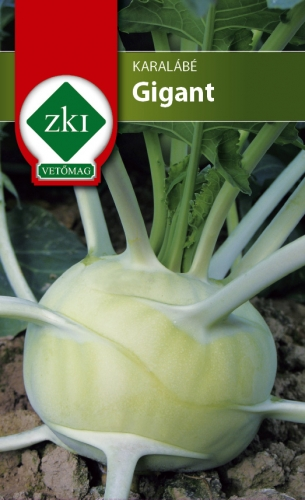 KARALÁBÉ
Gigant
zki
VETŐMAG